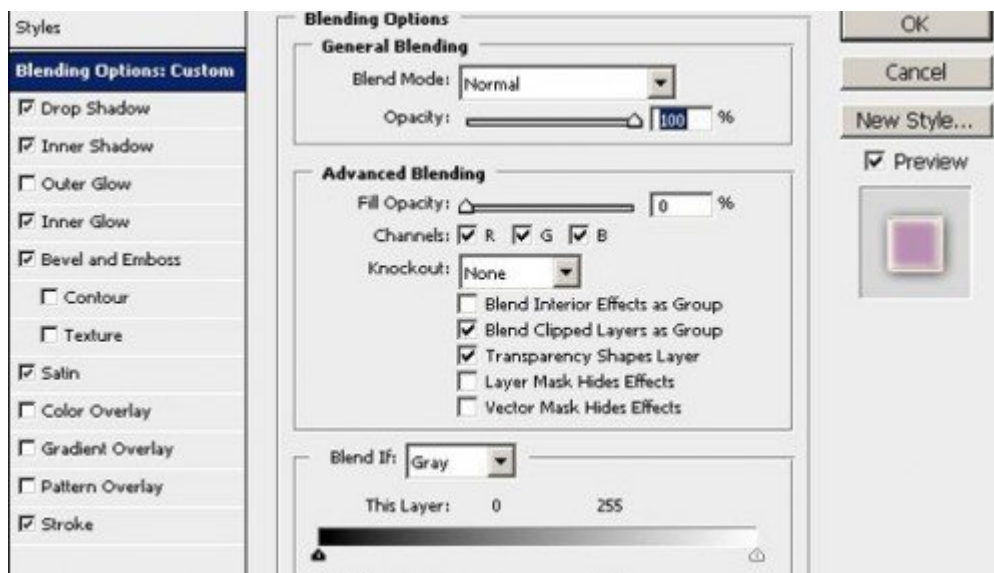 Styles
Blending Options: Custom
Drop Shadow
Inner Shadow
Outer Glow
Inner Glow
Bevel and Emboss
Contour
Texture
Satin
Color Overlay
Gradient Overlay
Pattern Overlay
Stroke
Blending Options
General Blending
Blend Mode: Normal
Opacity: 100 %
Advanced Blending
Fill Opacity: 0 %
Channels: R G B
Knockout: None
Blend Interior Effects as Group
Blend Clipped Layers as Group
Transparency Shapes Layer
Layer Mask Hides Effects
Vector Mask Hides Effects
Blend If: Gray
This Layer: 0 255
OK
Cancel
New Style...
Preview